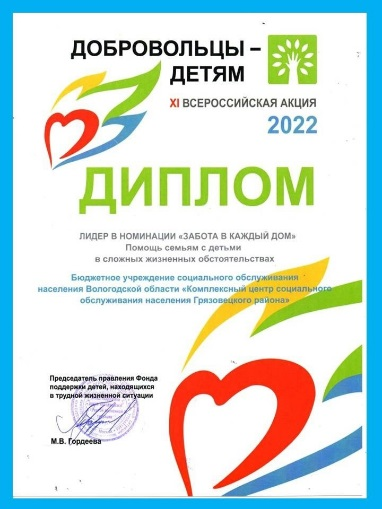 ДОБРОВОЛЬЦЫ –
ДЕТЯМ
XI ВСЕРОССИЙСКАЯ АКЦИЯ
2022
ДИПЛОМ
ЛИДЕР В НОМИНАЦИИ «ЗАБОТА В КАЖДЫЙ ДОМ»
Помощь семьям с детьми
в сложных жизненных обстоятельствах
Бюджетное учреждение социального обслуживания
населения Вологодской области «Комплексный центр социального
обслуживания населения Грязовецкого района»
Председатель правления Фонда
поддержки детей, находящихся
в трудной жизненной ситуации
М.В. Гордеева